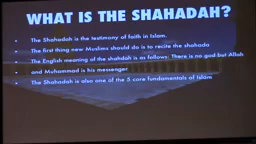 WHAT IS THE SHAHADAH?
The Shahadah is the testimony of faith in Islam.
The first thing new Muslims should do is to recite the shahada
The English meaning of the shahdah is as follows: There is no god but Allah
and Muhammad is his messenger
The Shahadah is also one of the 5 core fundamentals of Islam